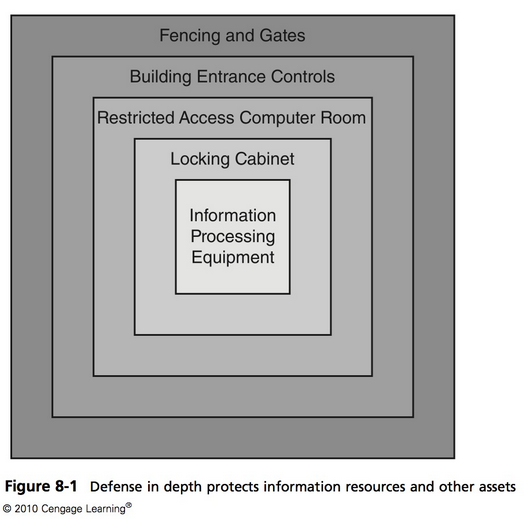 Fencing and Gates
Building Entrance Controls
Restricted Access Computer Room
Locking Cabinet
Information
Processing
Equipment
Figure 8-1 Defense in depth protects information resources and other assets
© 2010 Cengage Learning®